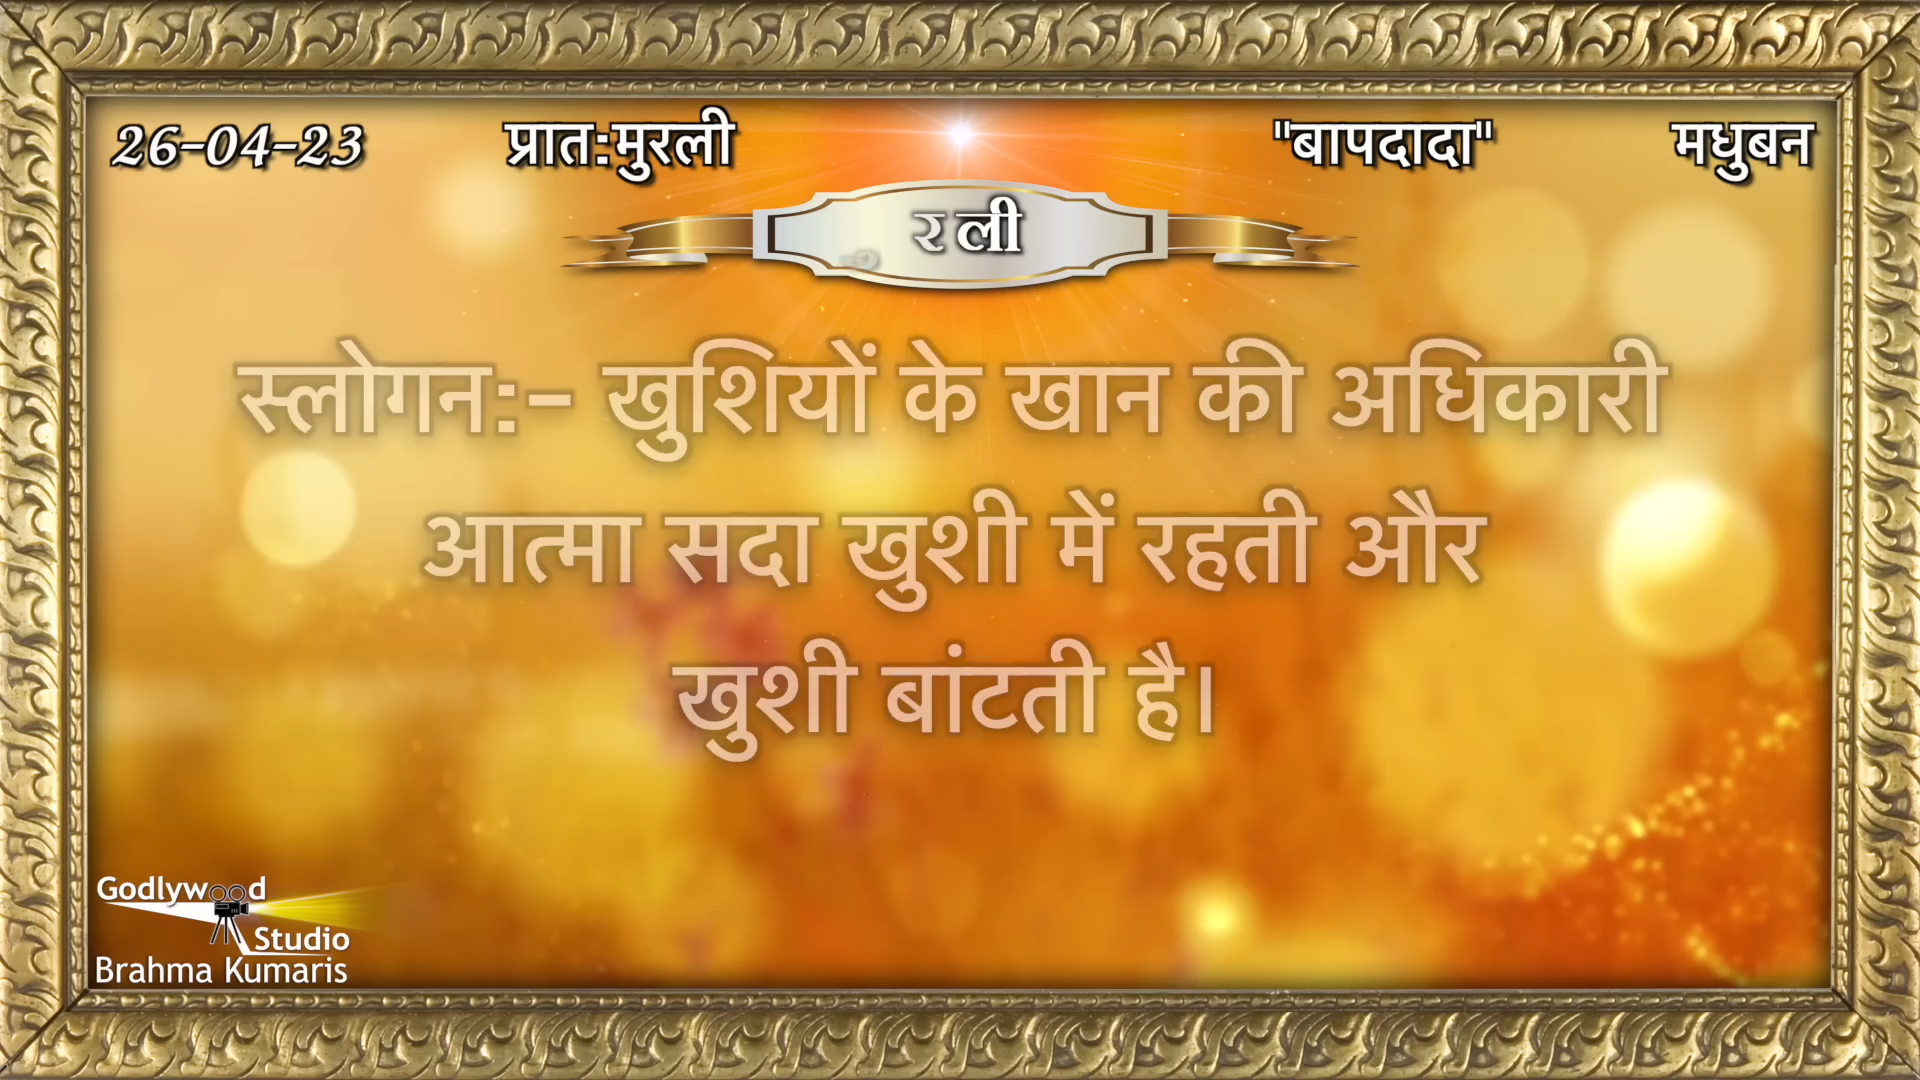 26-04-23 प्रात:मुरली "बापदादा" मधुबन
रली
स्लोगन:- खुशियों के खान की अधिकारी
आत्मा सदा खुशी में रहती और
खुशी बांटती है।
Godlywood
Studio
Brahma Kumaris